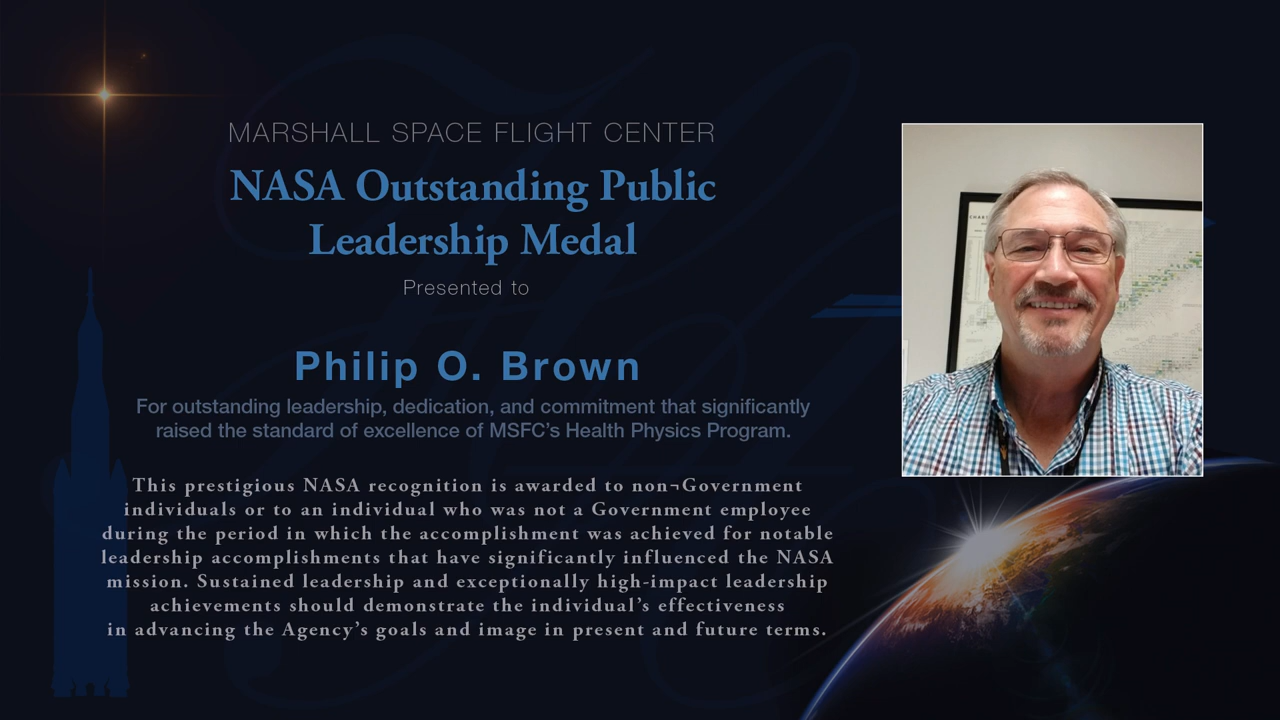 MARSHALL SPACE FLIGHT CENTER
NASA Outstanding Public
Leadership Medal
Presented to
Philip O. Brown
For outstanding leadership, dedication, and commitment that significantly
raised the standard of excellence of MSFC’s Health Physics Program.
This prestigious NASA recognition is awarded to non¬Government
individuals or to an individual who was not a Government employee
during the period in which the accomplishment was achieved for notable
leadership accomplishments that have significantly influenced the NASA
mission. Sustained leadership and exceptionally high-impact leadership
achievements should demonstrate the individual’s effectiveness
in advancing the Agency’s goals and image in present and future terms.